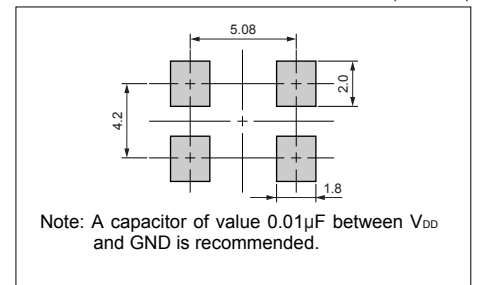 5.08
2.0
4.2
1.8
Note: A capacitor of value 0.01µF between VDD
and GND is recommended.